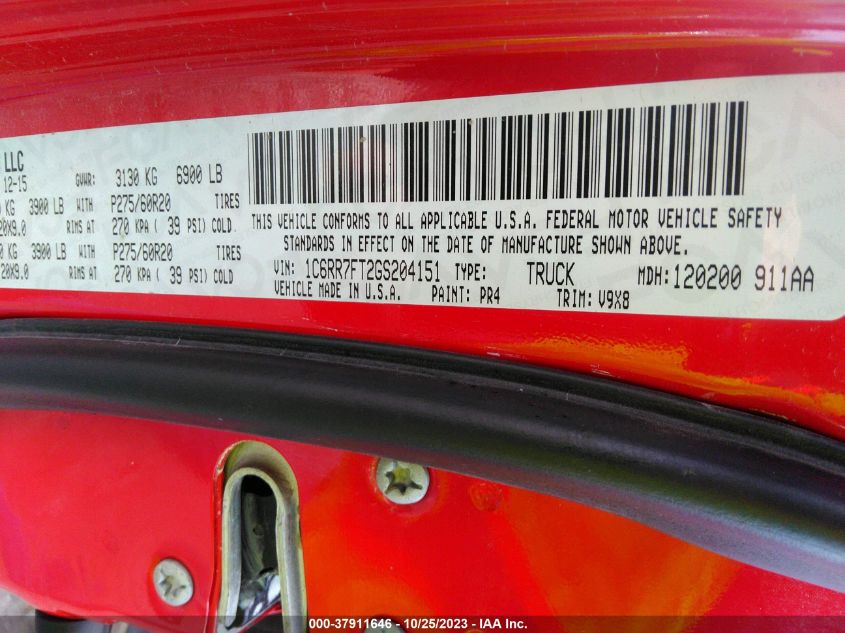 LLC
12-15 GVWR: 3130 KG 6900 LB
KG 3900 LB WITH P275/60R20 TIRES
20X9.0 RIMS AT 270 KPA ( 39 PSI) COLD
KG 3900 LB WITH P275/60R20 TIRES
20X9.0 RIMS AT 270 KPA ( 39 PSI) COLD
THIS VEHICLE CONFORMS TO ALL APPLICABLE U.S.A. FEDERAL MOTOR VEHICLE SAFETY
STANDARDS IN EFFECT ON THE DATE OF MANUFACTURE SHOWN ABOVE.
VIN: 1C6RR7FT2GS204151 TYPE: TRUCK MDH: 120200 911AA
VEHICLE MADE IN U.S.A. PAINT: PR4 TRIM: V9X8
000-37911646 - 10/25/2023 - IAA Inc.